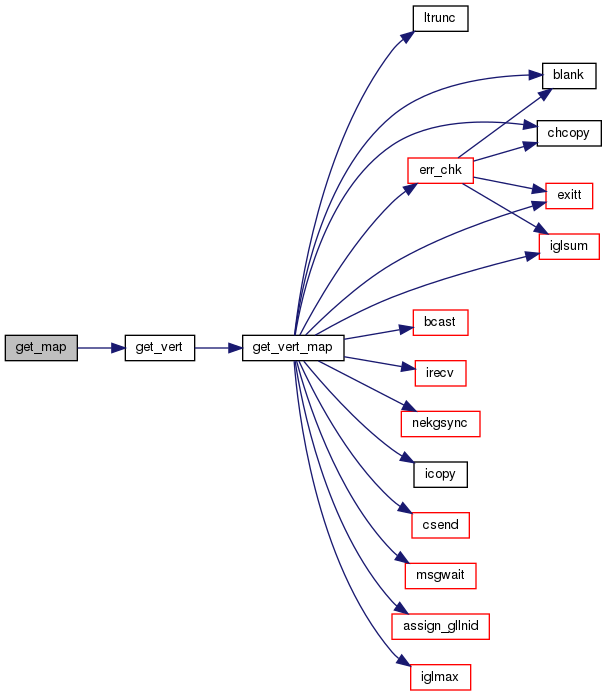 ltrunc
blank
chcopy
err_chk
exitt
iglsum
bcast
get_map
get_vert
get_vert_map
irecv
nekgsync
icopy
csend
msgwait
assign_gllnid
iglmax